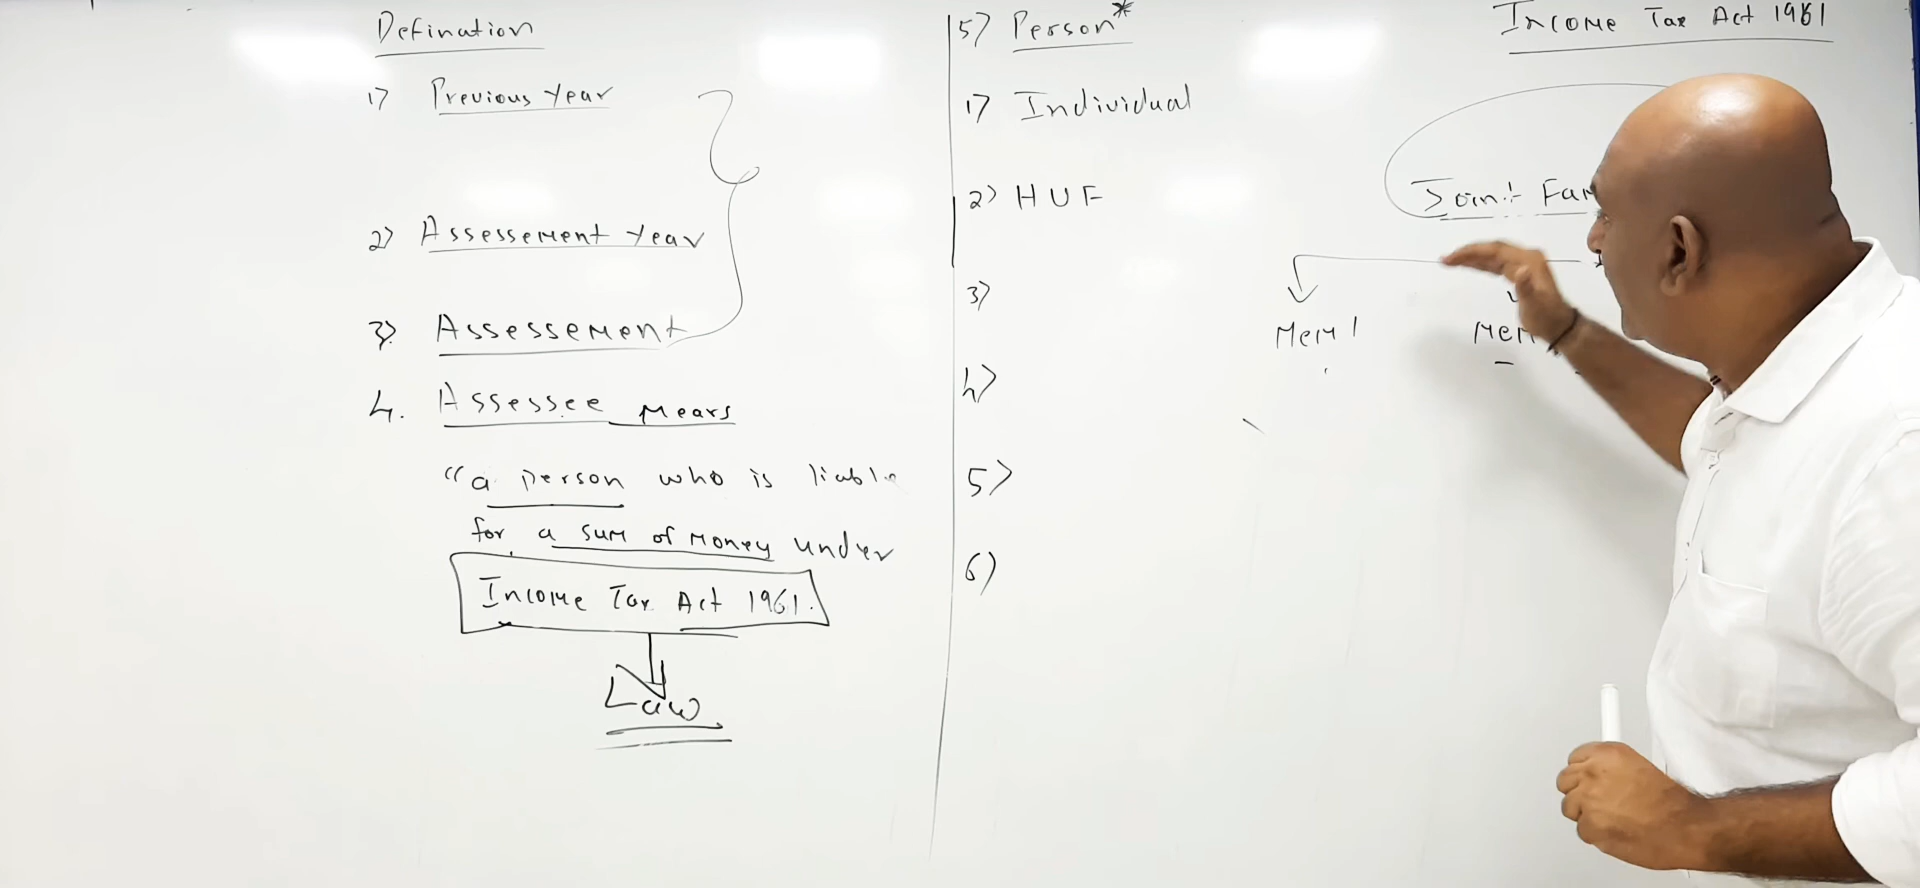 Defination
1) Previous Year
2) Assessement Year
3) Assessement
4. Assessee means
"a person who is liable
for a sum of money under
Income Tax Act 1961.
Law
5) Person*
1) Individual
2) HUF
3)
4)
5)
6)
Income Tax Act 1961
Joint Fam
Mem 1
Mem